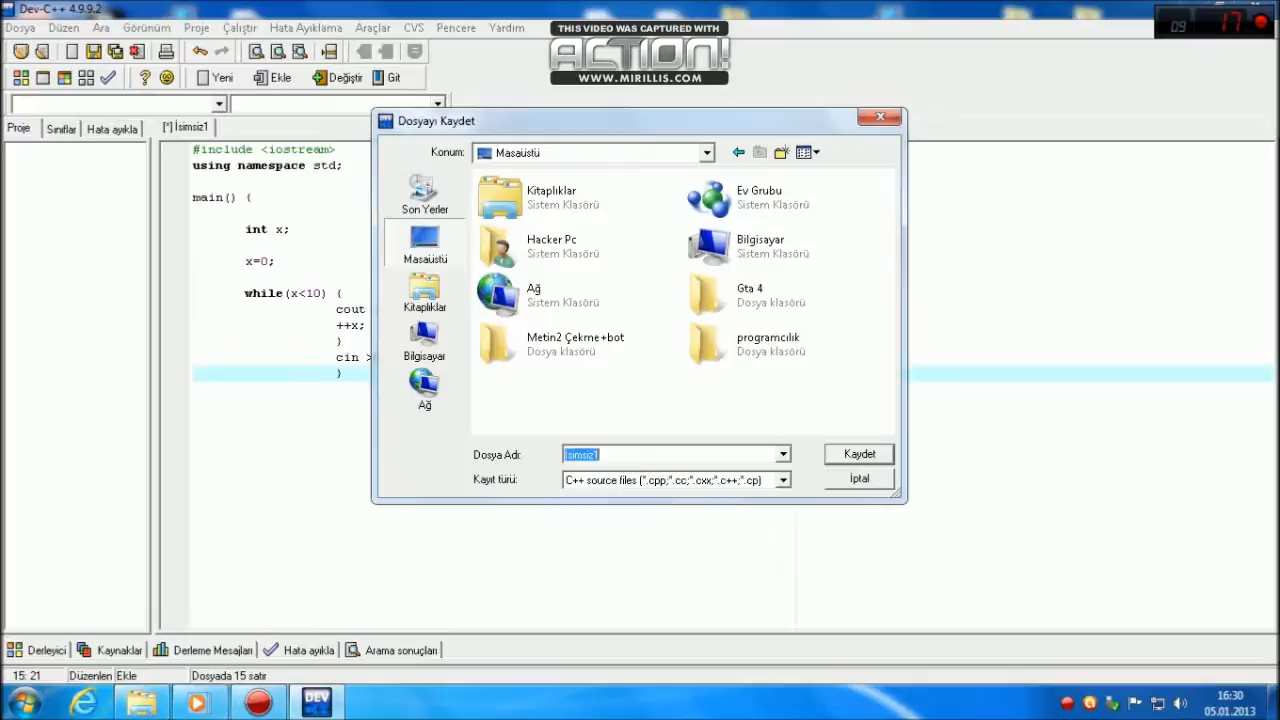 Dev-C++ 4.9.9.2
Dosya Düzen Ara Görünüm Proje Çalıştır Hata Ayıklama Araçlar CVS Pencere Yardım
THIS VIDEO WAS CAPTURED WITH
ACTION!
WWW.MIRILLIS.COM
09 17
Yeni Ekle Değiştir Git
Proje Sınıflar Hata ayıkla
[*] İsimsiz1
#include <iostream>
using namespace std;
main() {
int x;
x=0;
while(x<10) {
cout
++x;
}
cin >
}
Dosyayı Kaydet
Konum: Masaüstü
Son Yerler
Masaüstü
Kitaplıklar
Bilgisayar
Ağ
Kitaplıklar
Sistem Klasörü
Ev Grubu
Sistem Klasörü
Hacker Pc
Sistem Klasörü
Bilgisayar
Sistem Klasörü
Ağ
Sistem Klasörü
Gta 4
Dosya klasörü
Metin2 Çekme+bot
Dosya klasörü
programcılık
Dosya klasörü
Dosya Adı: İsimsiz1 Kaydet
Kayıt türü: C++ source files (*.cpp;*.cc;*.cxx;*.c++;*.cp) İptal
Derleyici Kaynaklar Derleme Mesajları Hata ayıkla Arama sonuçları
15: 21 Düzenlen Ekle Dosyada 15 satır
DEV
16:30
05.01.2013